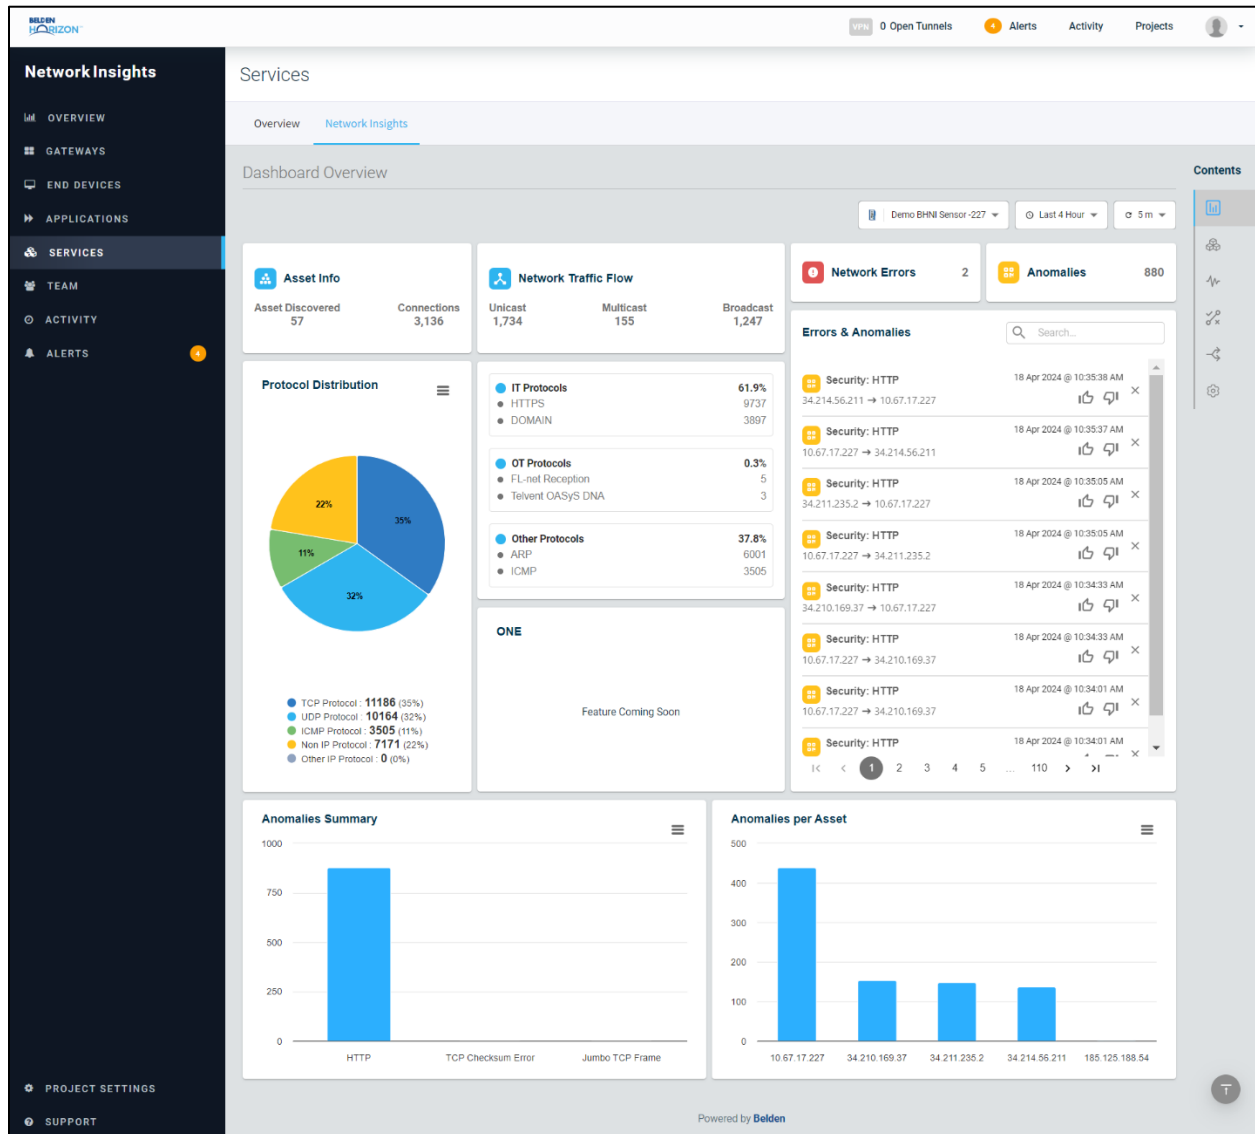 BELDEN
HORIZON
VPN 0 Open Tunnels
4 Alerts
Activity
Projects
Network Insights
OVERVIEW
GATEWAYS
END DEVICES
APPLICATIONS
SERVICES
TEAM
ACTIVITY
ALERTS 4
PROJECT SETTINGS
SUPPORT
Services
Overview Network Insights
Dashboard Overview
Contents
Demo BHNI Sensor -227
Last 4 Hour
5 m
Asset Info
Asset Discovered Connections
57 3,136
Network Traffic Flow
Unicast Multicast Broadcast
1,734 155 1,247
Network Errors 2
Anomalies 880
Protocol Distribution
22%
35%
11%
32%
TCP Protocol : 11186 (35%)
UDP Protocol : 10164 (32%)
ICMP Protocol : 3505 (11%)
Non IP Protocol : 7171 (22%)
Other IP Protocol : 0 (0%)
IT Protocols 61.9%
HTTPS 9737
DOMAIN 3897
OT Protocols 0.3%
FL-net Reception 5
Telvent OASyS DNA 3
Other Protocols 37.8%
ARP 6001
ICMP 3505
ONE
Feature Coming Soon
Errors & Anomalies
Search...
Security: HTTP 18 Apr 2024 @ 10:35:38 AM
34.214.56.211 → 10.67.17.227
Security: HTTP 18 Apr 2024 @ 10:35:37 AM
10.67.17.227 → 34.214.56.211
Security: HTTP 18 Apr 2024 @ 10:35:05 AM
34.211.235.2 → 10.67.17.227
Security: HTTP 18 Apr 2024 @ 10:35:05 AM
10.67.17.227 → 34.211.235.2
Security: HTTP 18 Apr 2024 @ 10:34:33 AM
34.210.169.37 → 10.67.17.227
Security: HTTP 18 Apr 2024 @ 10:34:33 AM
10.67.17.227 → 34.210.169.37
Security: HTTP 18 Apr 2024 @ 10:34:01 AM
10.67.17.227 → 34.210.169.37
Security: HTTP 18 Apr 2024 @ 10:34:01 AM
1 2 3 4 5 ... 110
Anomalies Summary
1000
750
500
250
0
HTTP TCP Checksum Error Jumbo TCP Frame
Anomalies per Asset
500
400
300
200
100
0
10.67.17.227 34.210.169.37 34.211.235.2 34.214.56.211 185.125.188.54
Powered by Belden